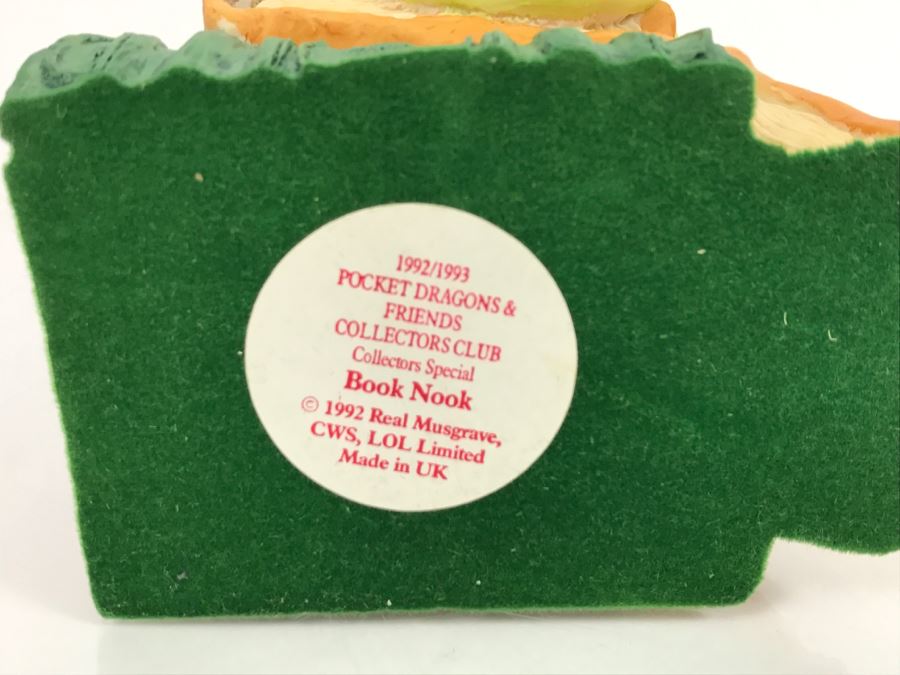 1992/1993
POCKET DRAGONS &
FRIENDS
COLLECTORS CLUB
Collectors Special
Book Nook
© 1992 Real Musgrave,
CWS, LOL Limited
Made in UK